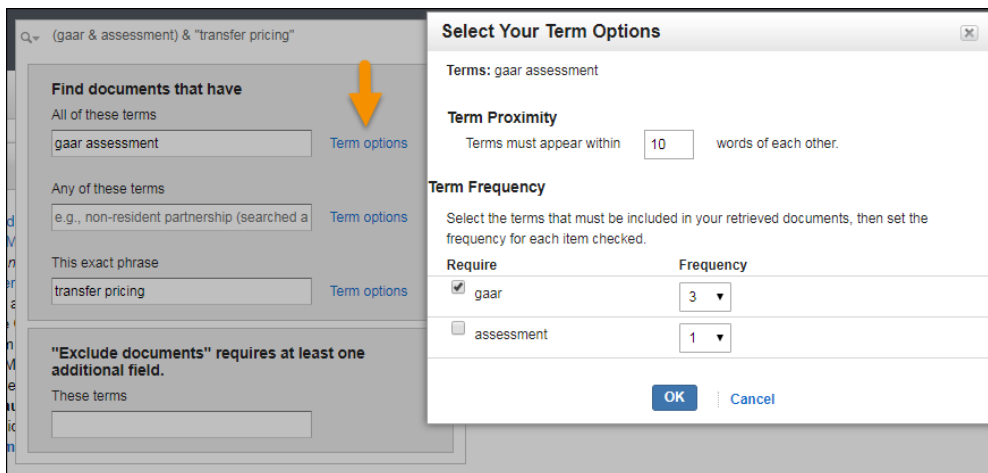 (gaar & assessment) & "transfer pricing"
Find documents that have
All of these terms
gaar assessment
Term options
Any of these terms
e.g., non-resident partnership (searched a
Term options
This exact phrase
transfer pricing
Term options
"Exclude documents" requires at least one
additional field.
These terms
Select Your Term Options
Terms: gaar assessment
Term Proximity
Terms must appear within 10 words of each other.
Term Frequency
Select the terms that must be included in your retrieved documents, then set the
frequency for each item checked.
Require Frequency
gaar 3
assessment 1
OK Cancel